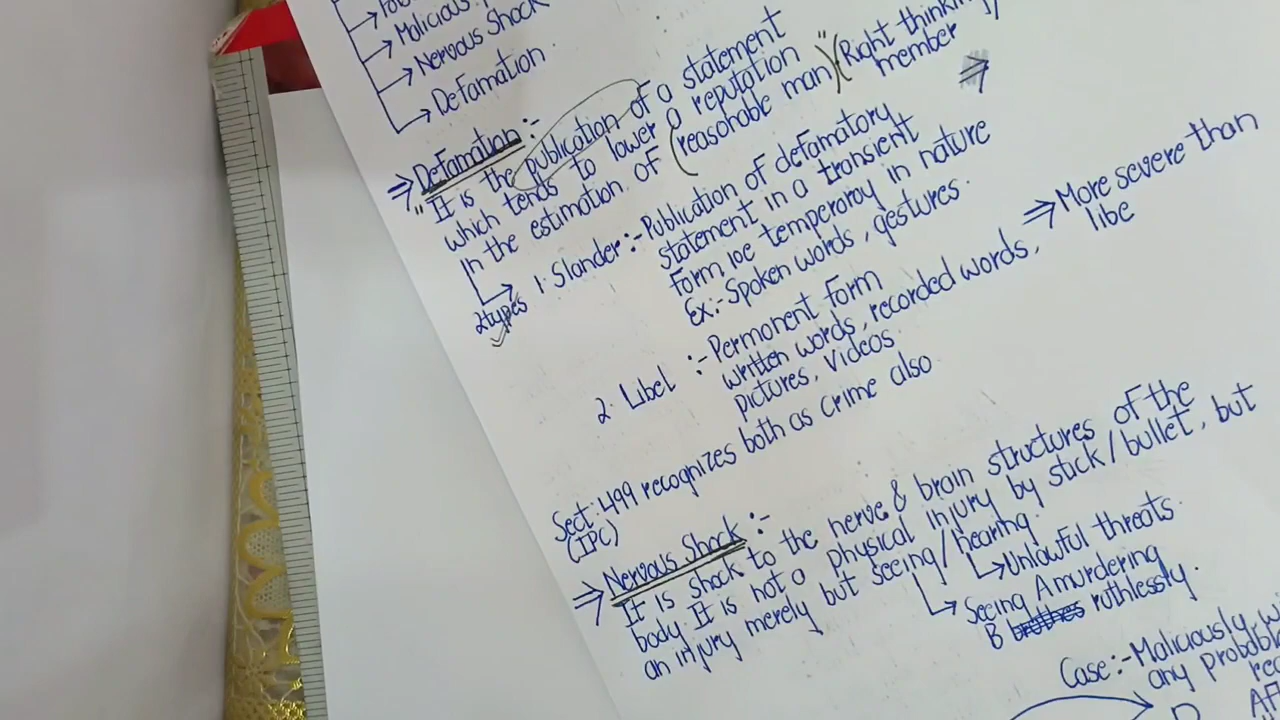 Malicious
→ Nervous Shock
→ Defamation.
⇒ Defamation :-
"It is the publication of a statement
which tends to lower a reputation "
In the estimation of (reasonable man) (Right thinking
member
⇒
2 types
1. Slander :- Publication of defamatory
statement in a transient
form ioe temperoroy in nature
Ex:- Spoken words, gestures.
2. Libel :- Permonent form
written words, recorded words, ⇒ More severe than
libe
pictures, Videos.
Sect: 499 recognizes both as crime also
(IPC)
⇒ Nervous Shock :-
It is shock to the nerve & brain structures of the
body. It is not a physical injury by stick/bullet, but
an injury merely but seeing/hearing.
→ Unlawful threats.
→ Seeing A murdering
B ruthlessly.
Case :- Maliciously
any